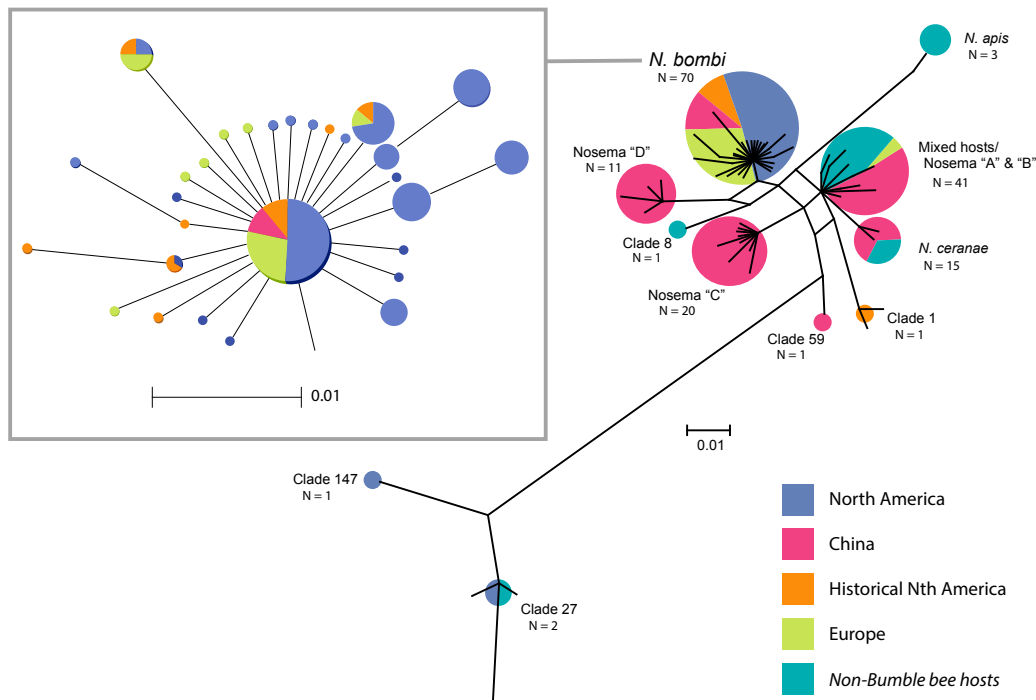 N. bombi
N = 70
N. apis
N = 3
Mixed hosts/
Nosema “A” & “B”
N = 41
Nosema “D”
N = 11
Clade 8
N = 1
N. ceranae
N = 15
Nosema “C”
N = 20
Clade 1
N = 1
Clade 59
N = 1
0.01
0.01
Clade 147
N = 1
Clade 27
N = 2
North America
China
Historical Nth America
Europe
Non-Bumble bee hosts